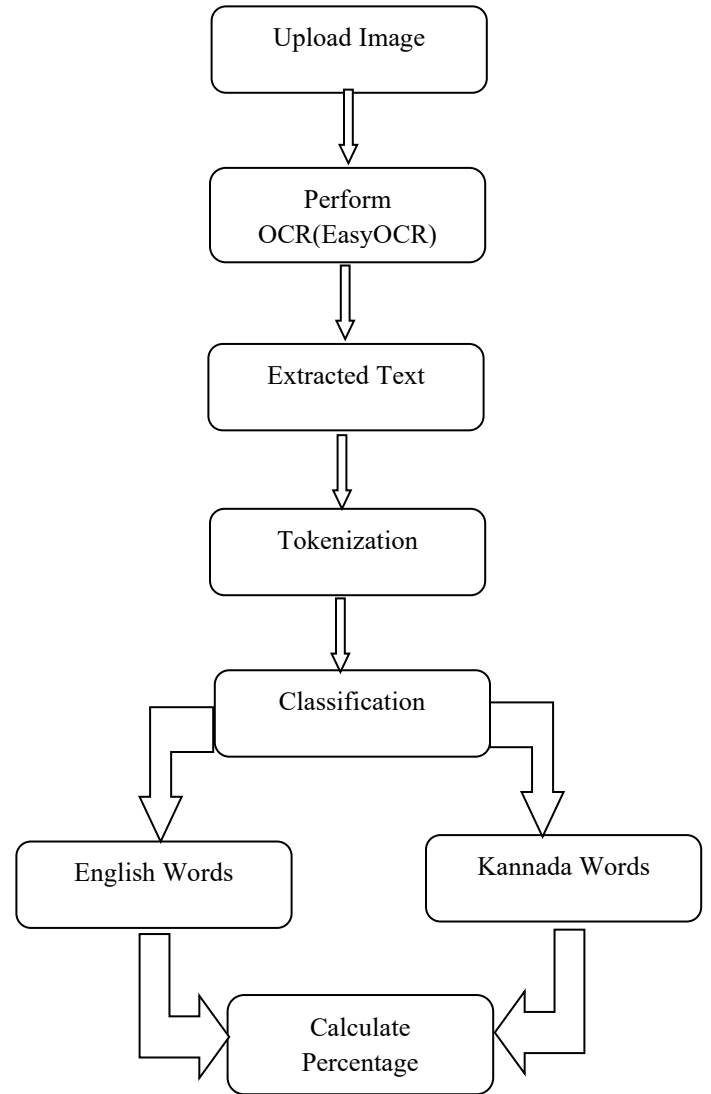 Upload Image
Perform
OCR(EasyOCR)
Extracted Text
Tokenization
Classification
English Words
Kannada Words
Calculate
Percentage